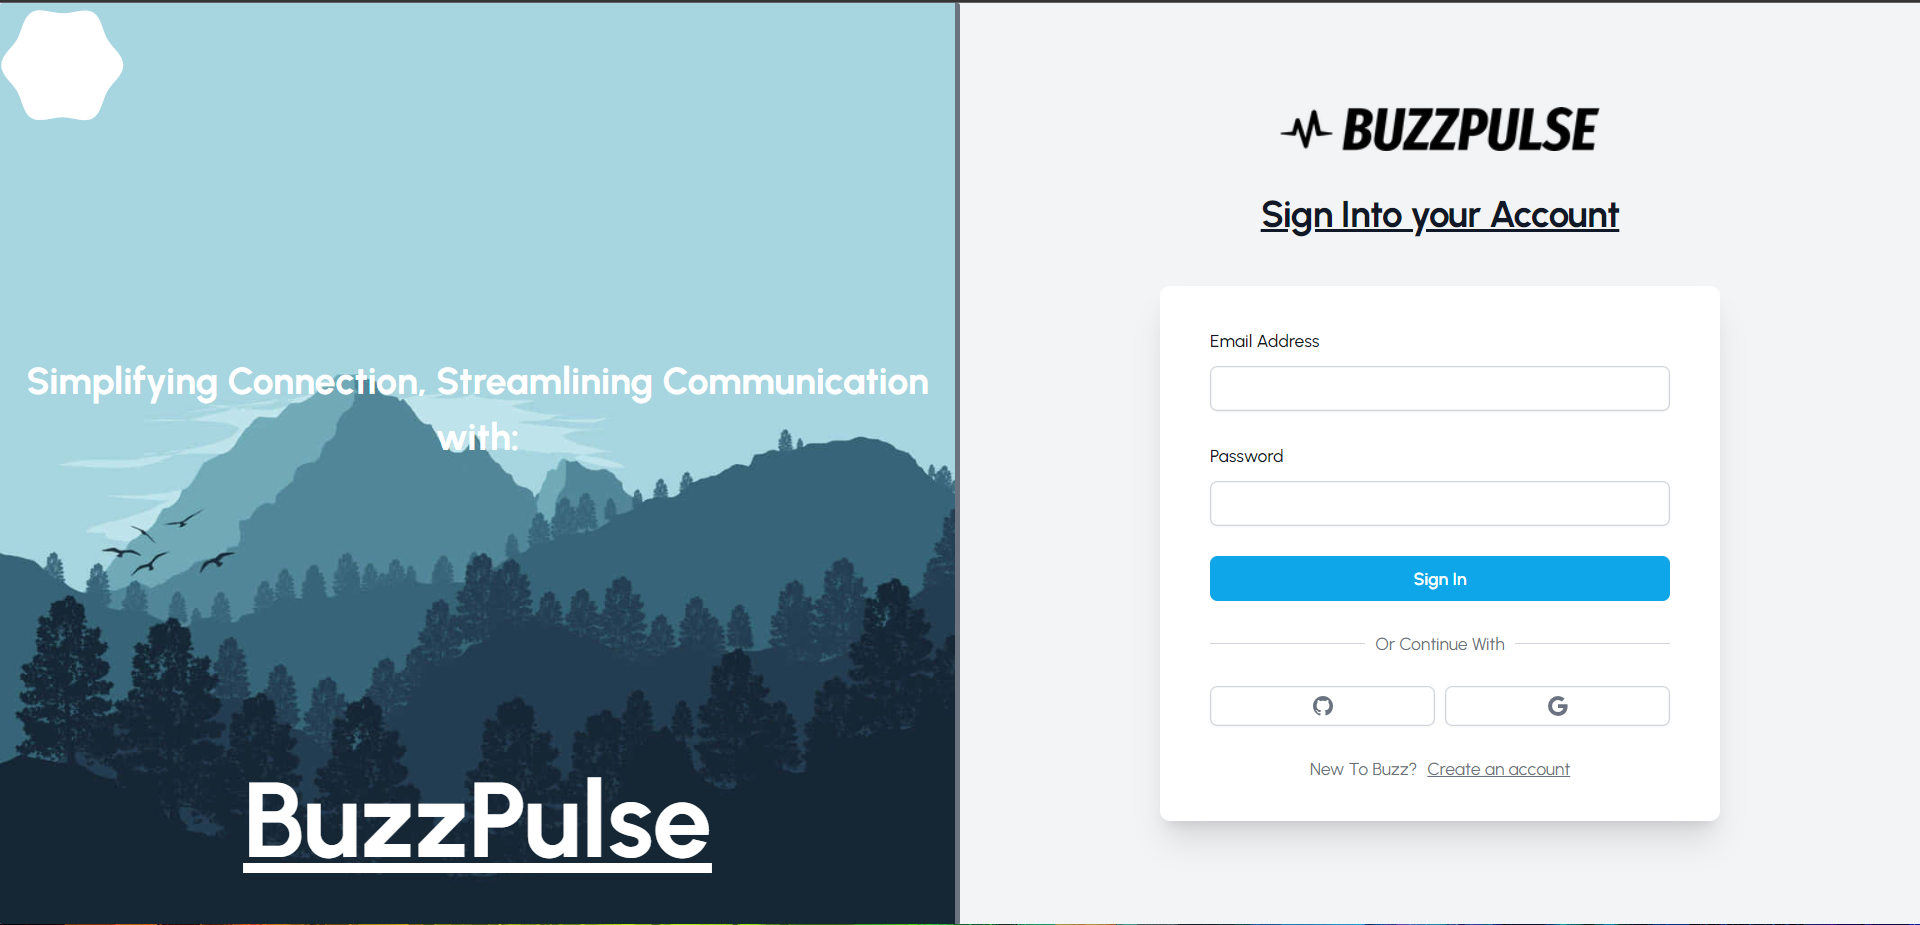 Simplifying Connection, Streamlining Communication
with:
BuzzPulse
BUZZPULSE
Sign Into your Account
Email Address
Password
Sign In
Or Continue With
New To Buzz? Create an account